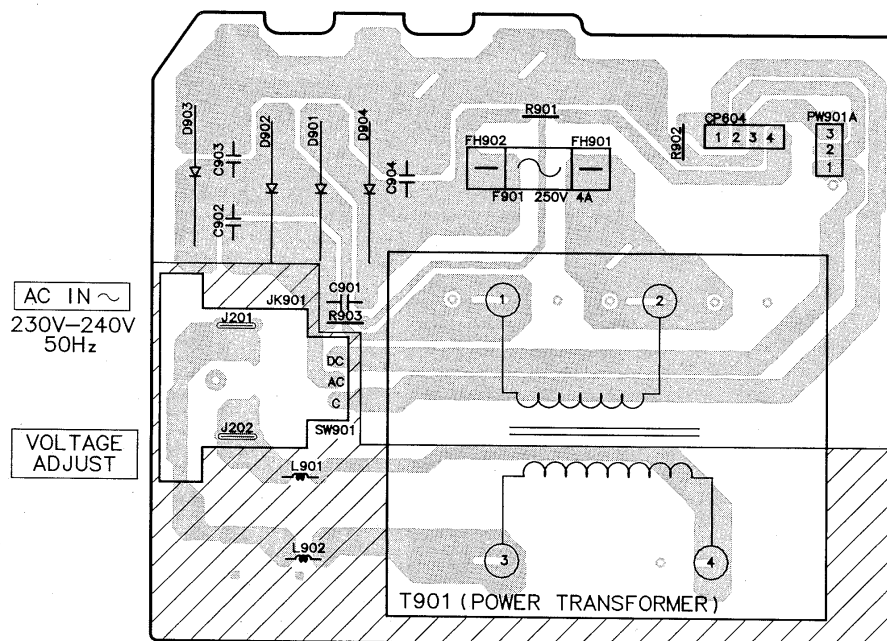 D903
D902
D901
D904
C903
C902
C904
R901
FH902
FH901
F901 250V 4A
R902
CP604
1 2 3 4
PW901A
3
2
1
AC IN ~
230V–240V
50Hz
JK901
J201
C901
R903
DC
AC
C
1
2
J202
SW901
VOLTAGE
ADJUST
L901
L902
3
4
T901 (POWER TRANSFORMER)